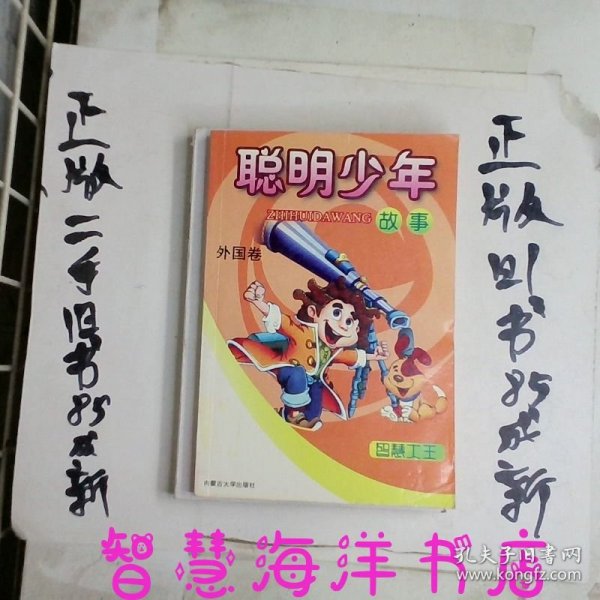 正版二手旧书85成新
聪明少年
ZHIHUIDAWANG
故事
外国卷
智慧大王
内蒙古大学出版社
正版旧书85成新
智慧海洋书店
孔夫子旧书网
www.kongfz.com